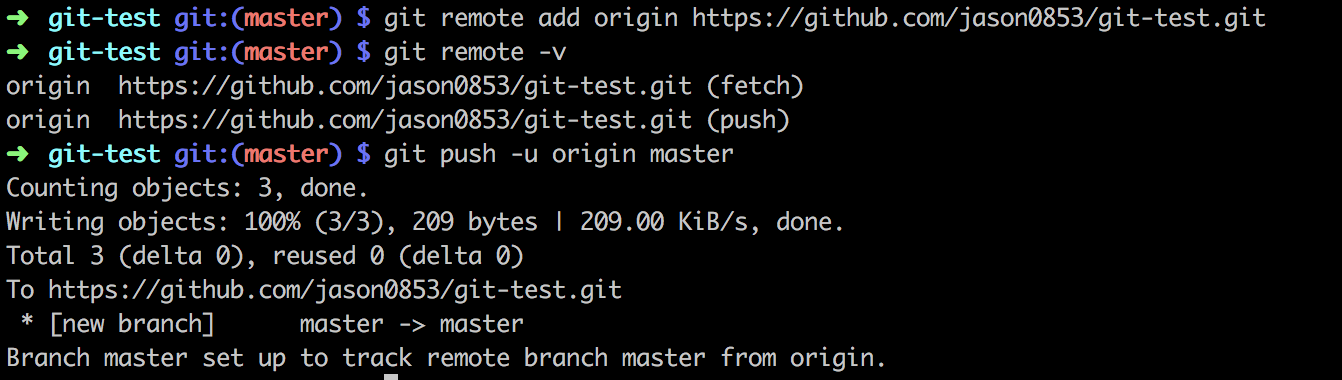 ➜ git-test git:(master) $ git remote add origin https://github.com/jason0853/git-test.git
➜ git-test git:(master) $ git remote -v
origin  https://github.com/jason0853/git-test.git (fetch)
origin  https://github.com/jason0853/git-test.git (push)
➜ git-test git:(master) $ git push -u origin master
Counting objects: 3, done.
Writing objects: 100% (3/3), 209 bytes | 209.00 KiB/s, done.
Total 3 (delta 0), reused 0 (delta 0)
To https://github.com/jason0853/git-test.git
 * [new branch]      master -> master
Branch master set up to track remote branch master from origin.